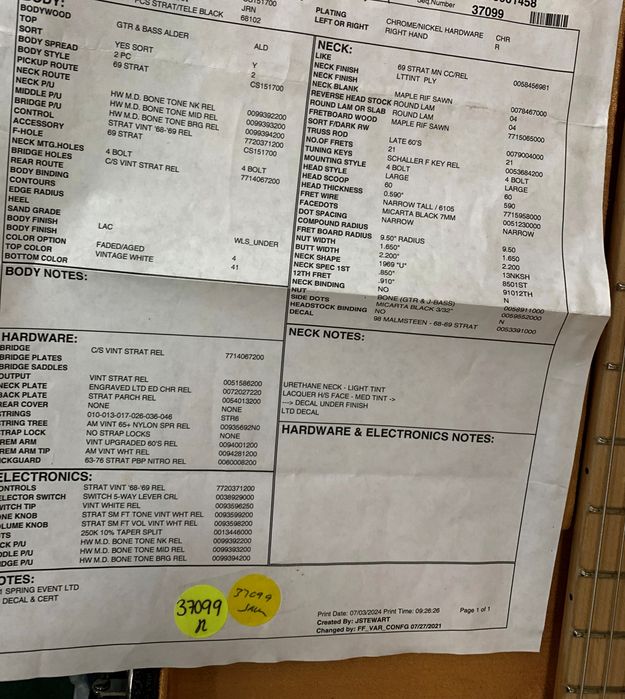 PCS STRAT/TELE BLACK CS151700
JRN
68102
BODYWOOD GTR & BASS ALDER
SORT
BODY SPREAD YES SORT ALD
BODY STYLE 2 PC Y
PICKUP ROUTE 69 STRAT 2
NECK ROUTE CS151700
NECK P/U
MIDDLE P/U HW M.D. BONE TONE NK REL 0099392200
BRIDGE P/U HW M.D. BONE TONE MID REL 0099393200
CONTROL HW M.D. BONE TONE BRG REL 0099394200
ACCESSORY STRAT VINT '68-'69 REL 7720371200
F-HOLE 69 STRAT CS151700
NECK MTG.HOLES
BRIDGE HOLES 4 BOLT 4 BOLT
REAR ROUTE C/S VINT STRAT REL 7714067200
BODY BINDING
CONTOURS
EDGE RADIUS
HEEL
SAND GRADE
BODY FINISH
BODY FINISH LAC WLS_UNDER
COLOR OPTION
TOP COLOR FADED/AGED 4
BOTTOM COLOR VINTAGE WHITE 41
BODY NOTES:
HARDWARE:
BRIDGE C/S VINT STRAT REL 7714067200
BRIDGE PLATES
BRIDGE SADDLES
OUTPUT VINT STRAT REL 0051586200
NECK PLATE ENGRAVED LTD ED CHR REL 0072027220
BACK PLATE STRAT PARCH REL 0054013200
REAR COVER NONE NONE
STRINGS 010-013-017-026-036-046 STR6
STRING TREE AM VINT 65+ NYLON SPR REL 00935692N0
STRAP LOCK NO STRAP LOCKS NONE
REM ARM VINT UPGRADED 60'S REL 0094001200
REM ARM TIP AM VINT WHT REL 0094281200
ICKGUARD 63-76 STRAT PBP NITRO REL 0060008200
ELECTRONICS:
ONTROLS STRAT VINT '68-'69 REL 7720371200
ELECTOR SWITCH SWITCH 5-WAY LEVER CRL 0038929000
WITCH TIP VINT WHITE REL 0093596250
ONE KNOB STRAT SM FT TONE VINT WHT REL 0093599200
OLUME KNOB STRAT SM FT VOL VINT WHT REL 0093598200
OTS 250K 10% TAPER SPLIT 0013446000
CK P/U HW M.D. BONE TONE NK REL 0099392200
DDLE P/U HW M.D. BONE TONE MID REL 0099393200
IDGE P/U HW M.D. BONE TONE BRG REL 0099394200
OTES:
1 SPRING EVENT LTD
DECAL & CERT
37099
37099
Seq.Number 37099
PLATING CHROME/NICKEL HARDWARE CHR
LEFT OR RIGHT RIGHT HAND R
NECK:
LIKE 69 STRAT MN CC/REL 0058456981
NECK FINISH LTTINT PLY
NECK FINISH
NECK BLANK MAPLE RIF SAWN 0078467000
REVERSE HEAD STOCK ROUND LAM 04
ROUND LAM OR SLAB ROUND LAM 04
FRETBOARD WOOD MAPLE RIF SAWN 7715065000
SORT F/DARK RW
TRUSS ROD LATE 60'S 0079004000
NO.OF FRETS 21 21
TUNING KEYS SCHALLER F KEY REL 0053684200
MOUNTING STYLE 4 BOLT 4 BOLT
HEAD STYLE LARGE LARGE
HEAD SCOOP 60 60
HEAD THICKNESS 0.590" 590
FRET WIRE NARROW TALL / 6105 7715958000
FACEDOTS MICARTA BLACK 7MM 0051230000
DOT SPACING NARROW NARROW
COMPOUND RADIUS
FRET BOARD RADIUS 9.50" RADIUS 9.50
NUT WIDTH 1.650" 1.650
BUTT WIDTH 2.200" 2.200
NECK SHAPE 1969 "U" 13NKSH
NECK SPEC 1ST .850" 8501ST
12TH FRET .910" 91012TH
NECK BINDING NO N
NUT BONE (GTR & J-BASS) 0058911000
SIDE DOTS MICARTA BLACK 3/32" 0059552000
HEADSTOCK BINDING NO N
DECAL 98 MALMSTEEN - 68-69 STRAT 0053391000
NECK NOTES:
URETHANE NECK - LIGHT TINT
LACQUER H/S FACE - MED TINT ->
---> DECAL UNDER FINISH
LTD DECAL
HARDWARE & ELECTRONICS NOTES:
Print Date: 07/03/2024 Print Time: 09:26:26 Page 1 of 1
Created By: JSTEWART
Changed by: FF_VAR_CONFG 07/27/2021